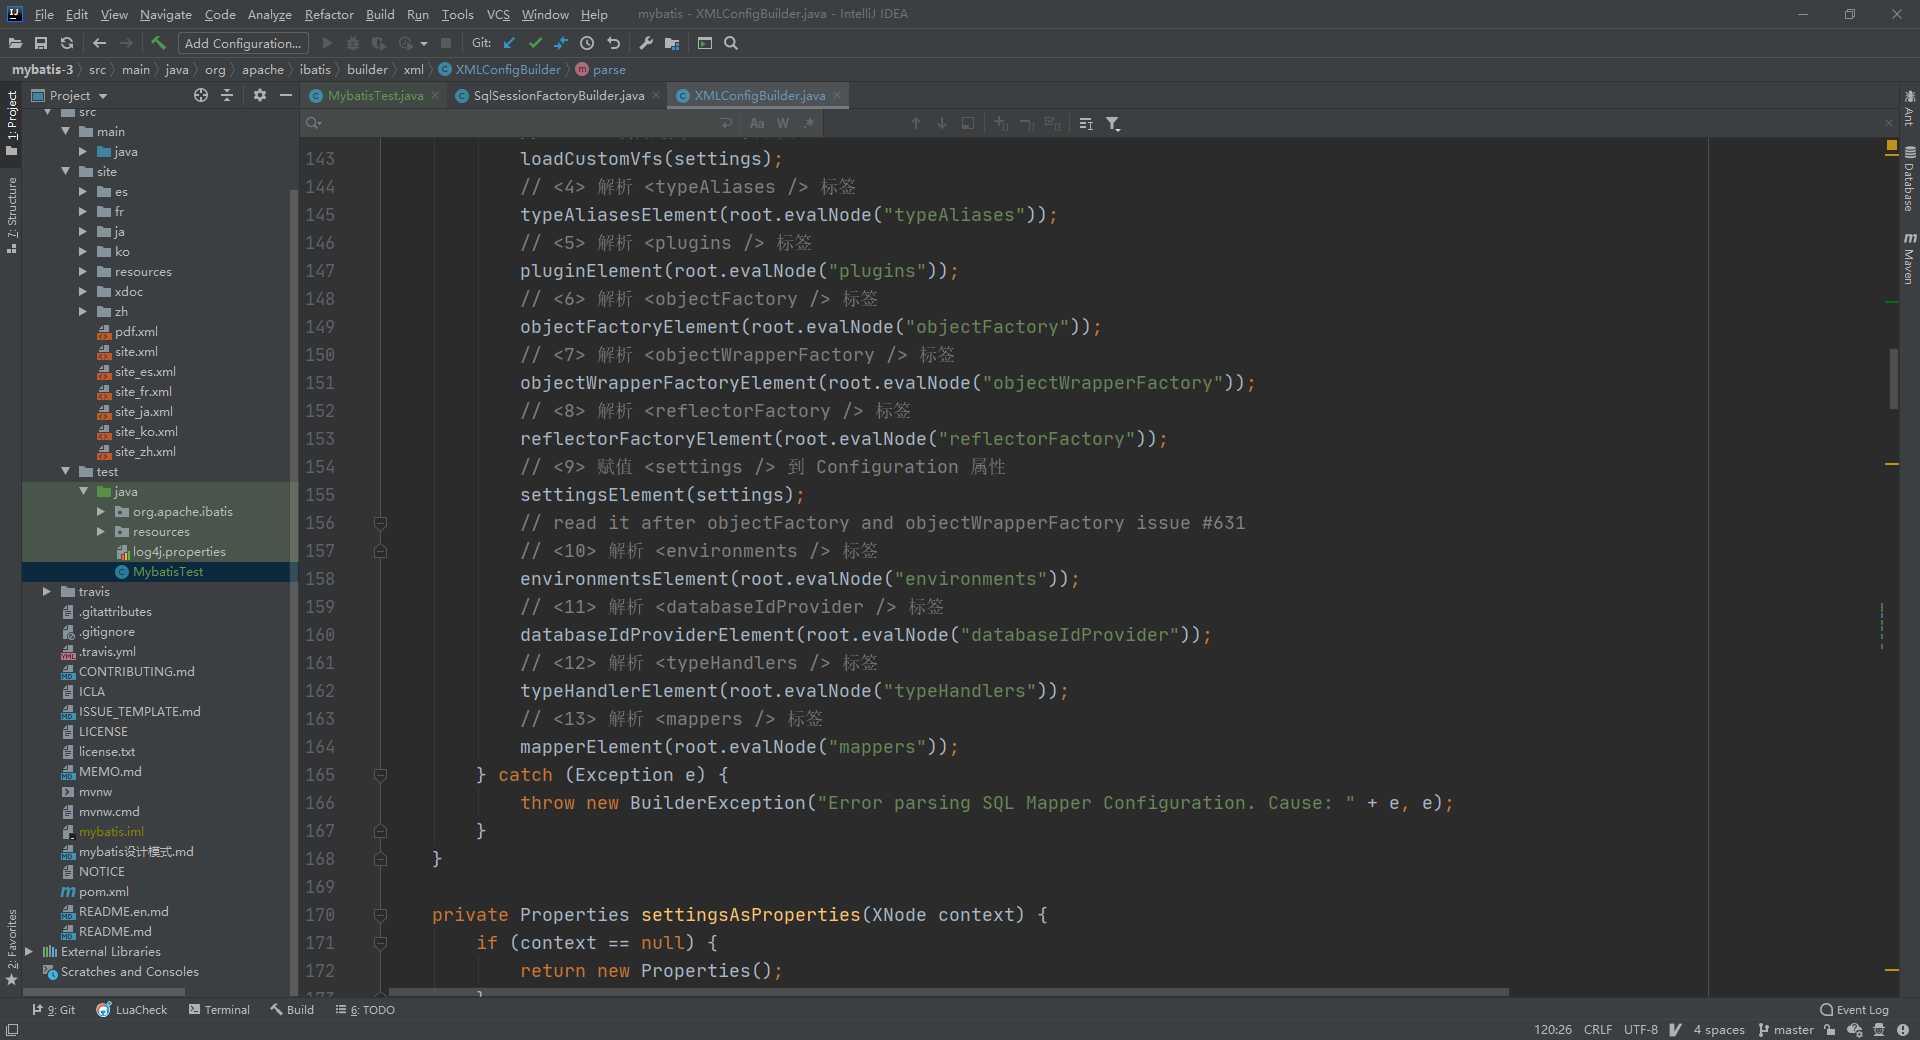 File Edit View Navigate Code Analyze Refactor Build Run Tools VCS Window Help mybatis - XMLConfigBuilder.java - IntelliJ IDEA
Add Configuration... Git:
mybatis-3 src main java org apache ibatis builder xml XMLConfigBuilder parse
Project MybatisTest.java SqlSessionFactoryBuilder.java XMLConfigBuilder.java
1: Project
7: Structure
2: Favorites
src
main
java
site
es
fr
ja
ko
resources
xdoc
zh
pdf.xml
site.xml
site_es.xml
site_fr.xml
site_ja.xml
site_ko.xml
site_zh.xml
test
java
org.apache.ibatis
resources
log4j.properties
MybatisTest
travis
.gitattributes
.gitignore
.travis.yml
CONTRIBUTING.md
ICLA
ISSUE_TEMPLATE.md
LICENSE
license.txt
MEMO.md
mvnw
mvnw.cmd
mybatis.iml
mybatis设计模式.md
NOTICE
pom.xml
README.en.md
README.md
External Libraries
Scratches and Consoles
Aa W .*
143 loadCustomVfs(settings);
144 // <4> 解析 <typeAliases /> 标签
145 typeAliasesElement(root.evalNode("typeAliases"));
146 // <5> 解析 <plugins /> 标签
147 pluginElement(root.evalNode("plugins"));
148 // <6> 解析 <objectFactory /> 标签
149 objectFactoryElement(root.evalNode("objectFactory"));
150 // <7> 解析 <objectWrapperFactory /> 标签
151 objectWrapperFactoryElement(root.evalNode("objectWrapperFactory"));
152 // <8> 解析 <reflectorFactory /> 标签
153 reflectorFactoryElement(root.evalNode("reflectorFactory"));
154 // <9> 赋值 <settings /> 到 Configuration 属性
155 settingsElement(settings);
156 // read it after objectFactory and objectWrapperFactory issue #631
157 // <10> 解析 <environments /> 标签
158 environmentsElement(root.evalNode("environments"));
159 // <11> 解析 <databaseIdProvider /> 标签
160 databaseIdProviderElement(root.evalNode("databaseIdProvider"));
161 // <12> 解析 <typeHandlers /> 标签
162 typeHandlerElement(root.evalNode("typeHandlers"));
163 // <13> 解析 <mappers /> 标签
164 mapperElement(root.evalNode("mappers"));
165 } catch (Exception e) {
166 throw new BuilderException("Error parsing SQL Mapper Configuration. Cause: " + e, e);
167 }
168 }
169
170 private Properties settingsAsProperties(XNode context) {
171 if (context == null) {
172 return new Properties();
Ant
Database
Maven
9: Git LuaCheck Terminal Build 6: TODO Event Log
120:26 CRLF UTF-8 4 spaces master